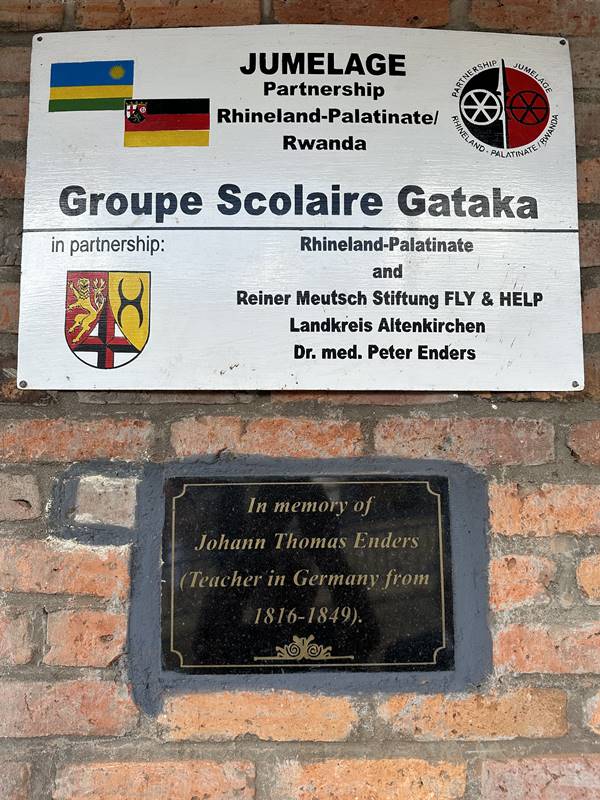 JUMELAGE
Partnership
Rhineland-Palatinate/
Rwanda
PARTNERSHIP JUMELAGE
RHINELAND-PALATINATE/RWANDA
Groupe Scolaire Gataka
in partnership:
Rhineland-Palatinate
and
Reiner Meutsch Stiftung FLY & HELP
Landkreis Altenkirchen
Dr. med. Peter Enders
In memory of
Johann Thomas Enders
(Teacher in Germany from
1816-1849).